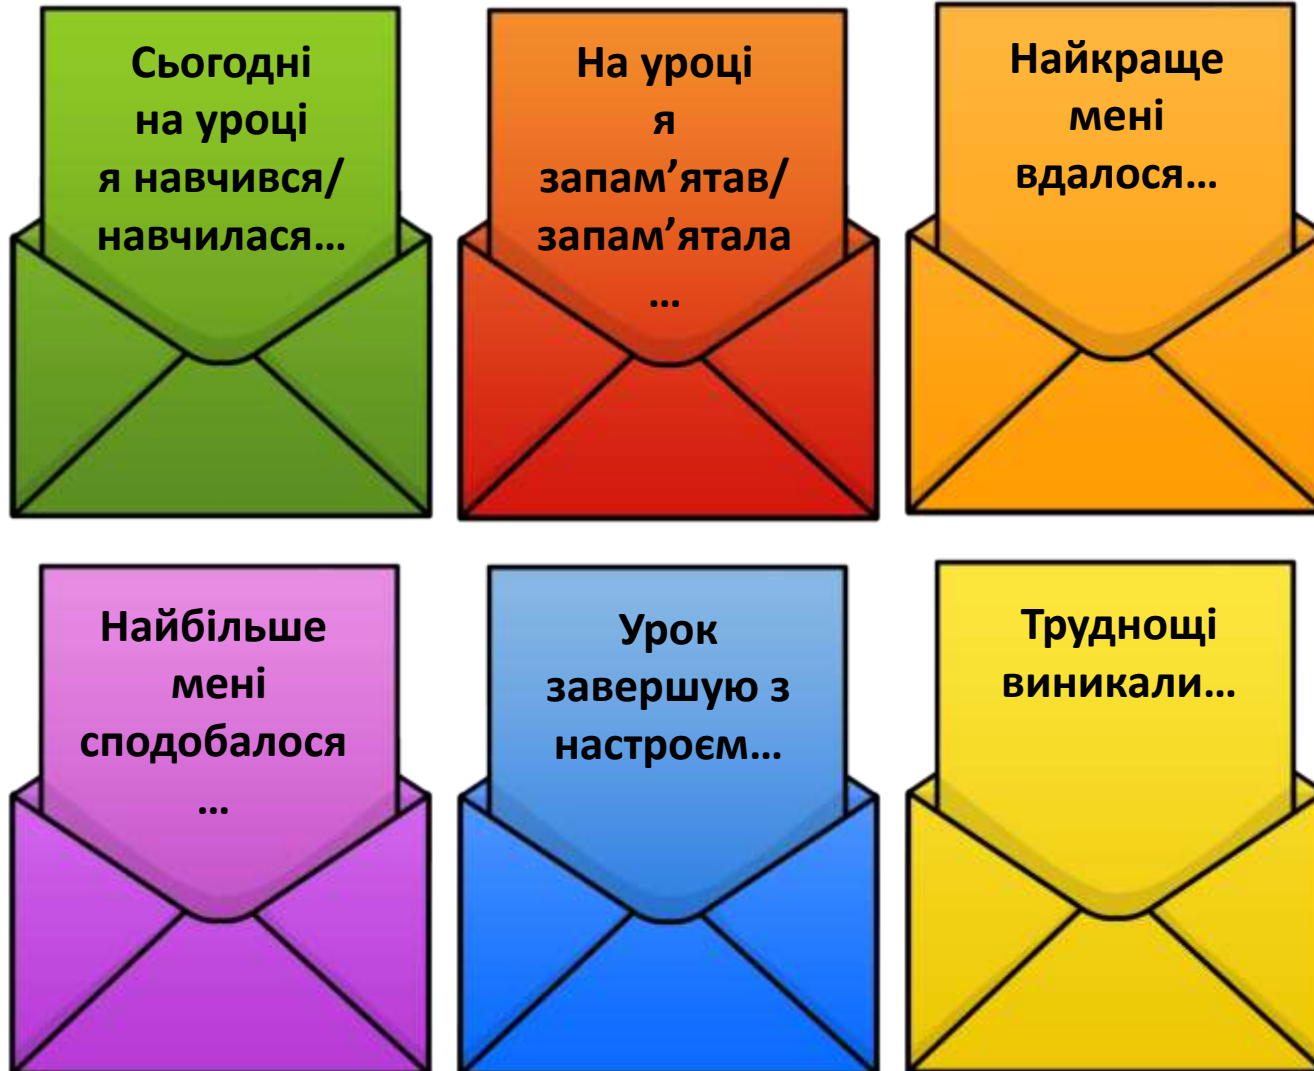 Сьогодні
на уроці
я навчився/
навчилася…
На уроці
я
запам’ятав/
запам’ятала
…
Найкраще
мені
вдалося…
Найбільше
мені
сподобалося
…
Урок
завершую з
настроєм…
Труднощі
виникали…